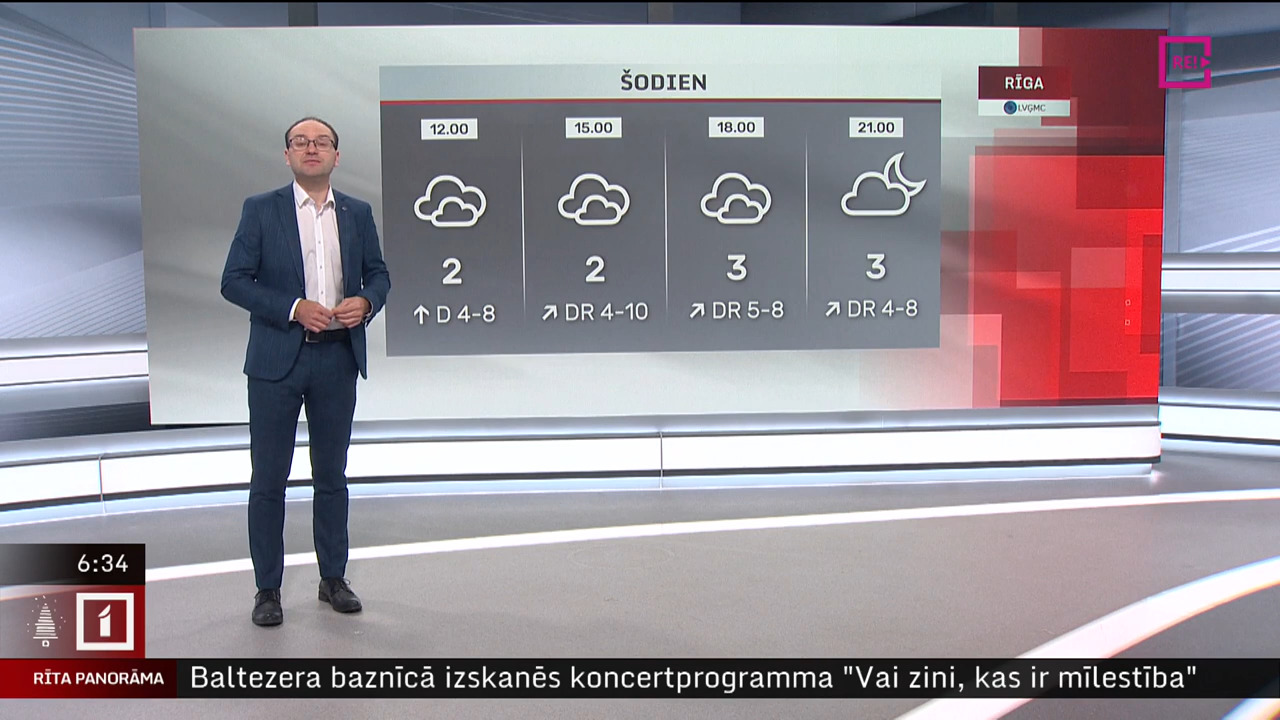 ŠODIEN
RĪGA
LVĢMC
RE!
12.00
15.00
18.00
21.00
2
2
3
3
↑ D 4-8
↗ DR 4-10
↗ DR 5-8
↗ DR 4-8
6:34
1
RĪTA PANORĀMA
Baltezera baznīcā izskanēs koncertprogramma "Vai zini, kas ir mīlestība"